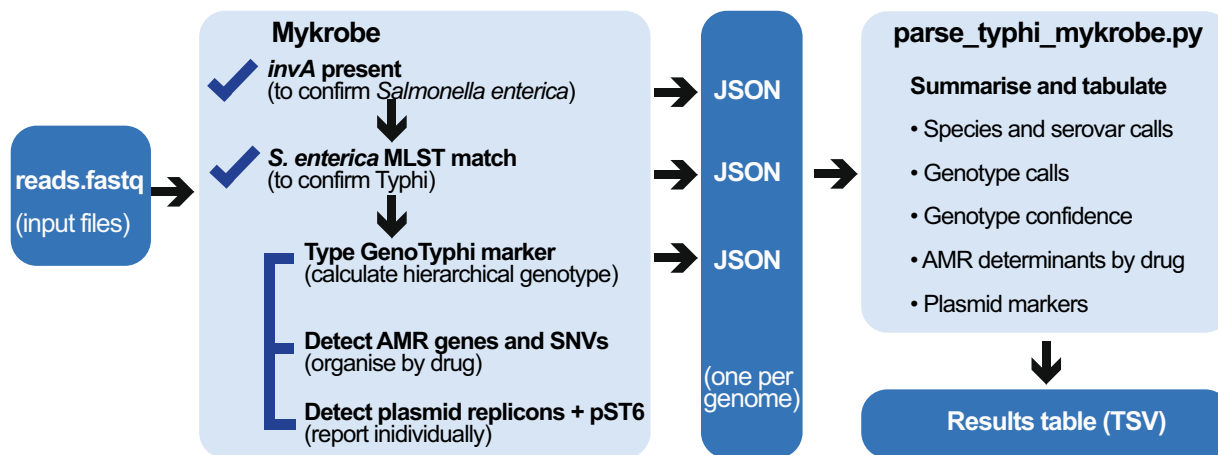 reads.fastq
(input files)
Mykrobe
invA present
(to confirm Salmonella enterica)
S. enterica MLST match
(to confirm Typhi)
Type GenoTyphi marker
(calculate hierarchical genotype)
Detect AMR genes and SNVs
(organise by drug)
Detect plasmid replicons + pST6
(report inidividually)
JSON
JSON
JSON
(one per
genome)
parse_typhi_mykrobe.py
Summarise and tabulate
• Species and serovar calls
• Genotype calls
• Genotype confidence
• AMR determinants by drug
• Plasmid markers
Results table (TSV)